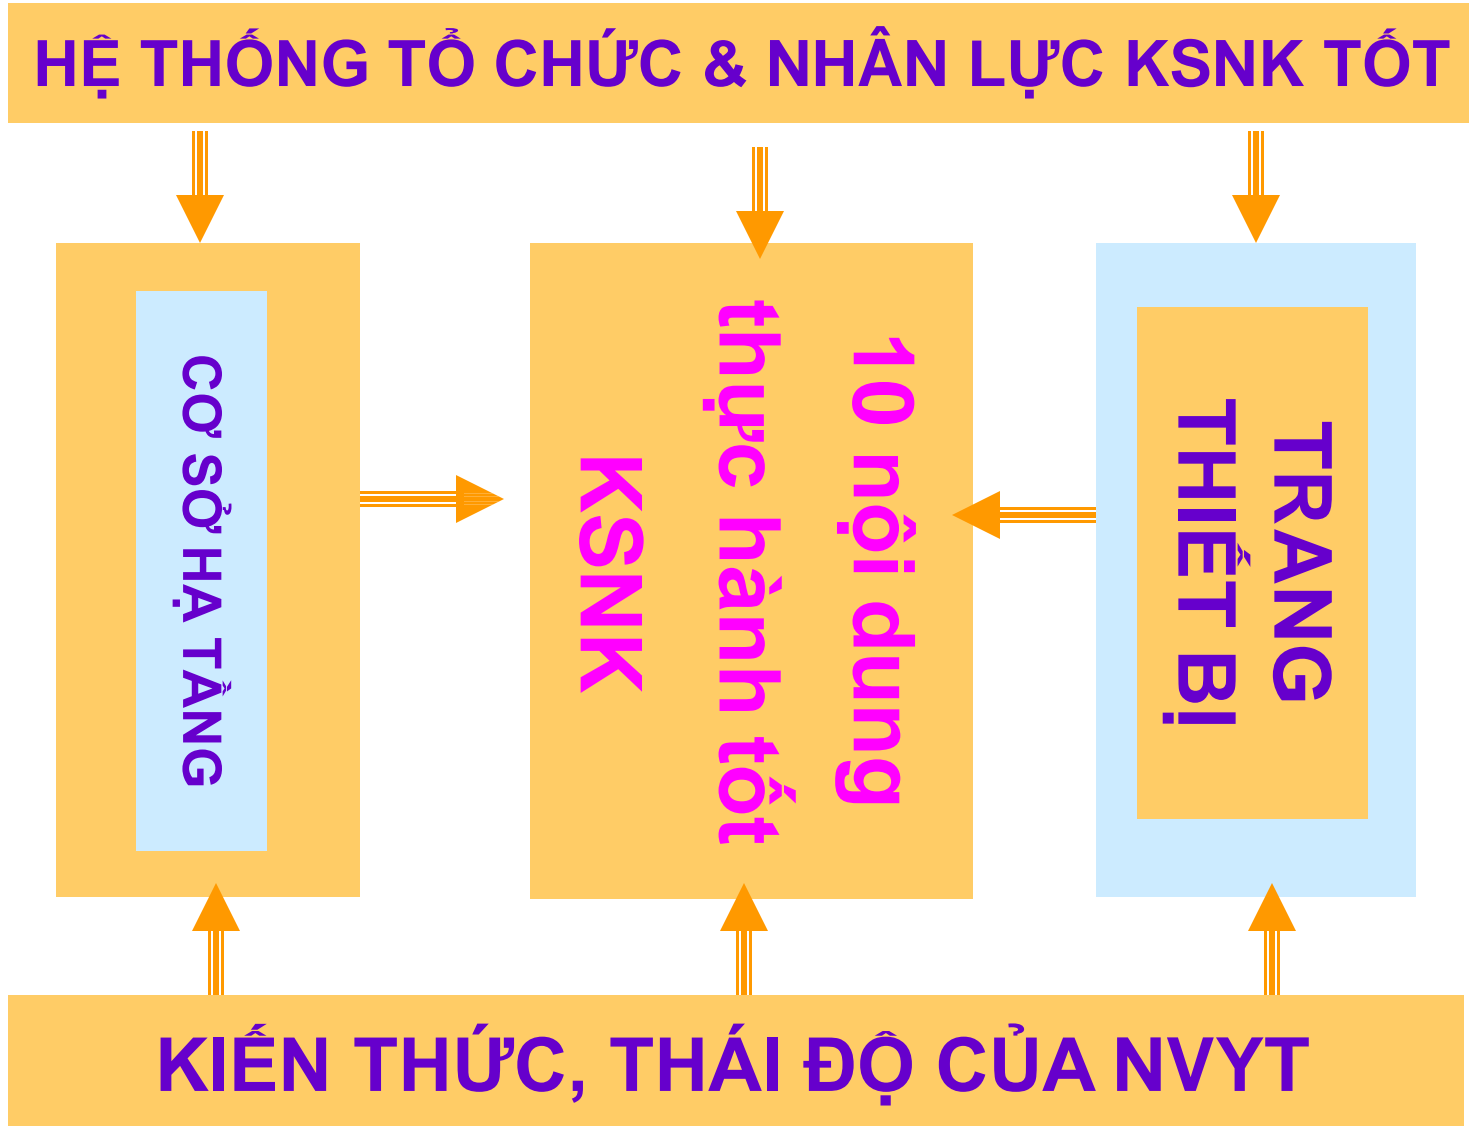 HỆ THỐNG TỔ CHỨC & NHÂN LỰC KSNK TỐT
CƠ SỞ HẠ TẦNG
10 nội dung
thực hành tốt
KSNK
TRANG
THIẾT BỊ
KIẾN THỨC, THÁI ĐỘ CỦA NVYT